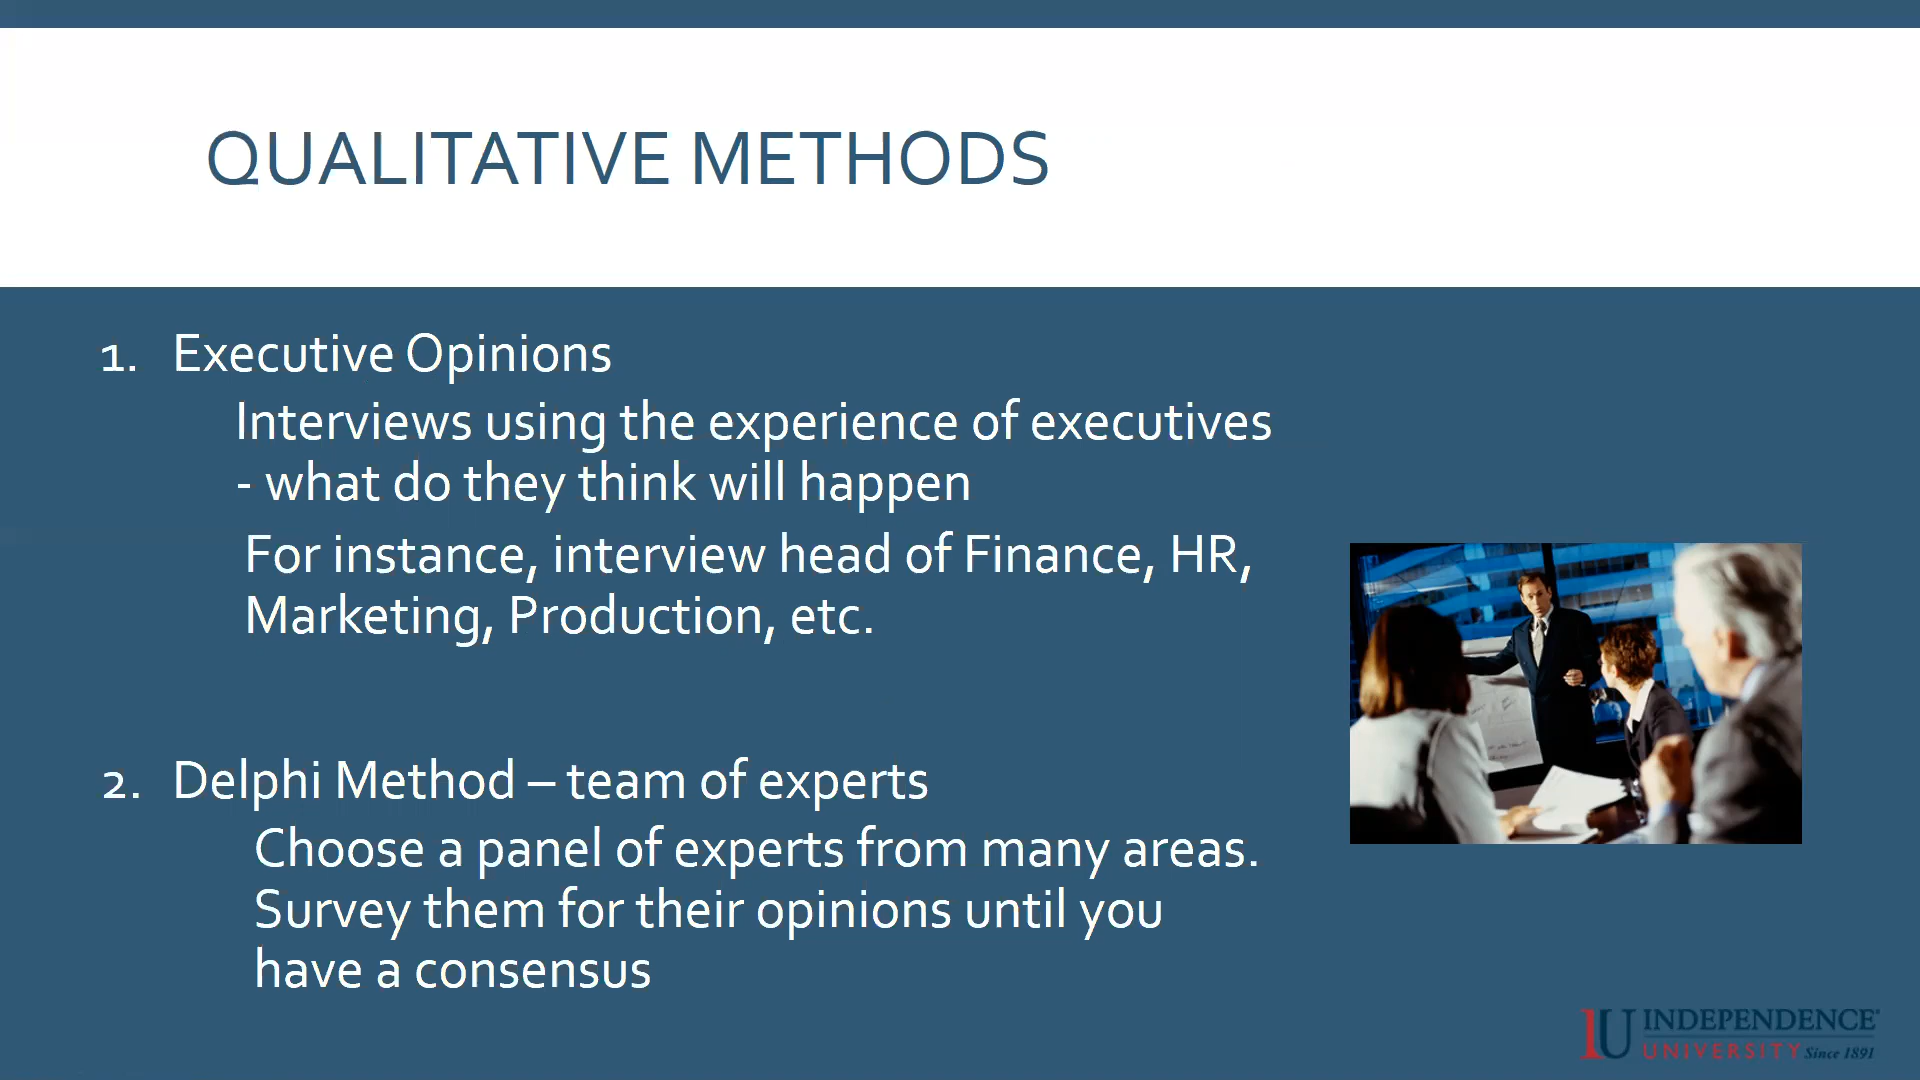 QUALITATIVE METHODS
1. Executive Opinions
Interviews using the experience of executives
- what do they think will happen
For instance, interview head of Finance, HR,
Marketing, Production, etc.
2. Delphi Method – team of experts
Choose a panel of experts from many areas.
Survey them for their opinions until you
have a consensus
IU INDEPENDENCE®
UNIVERSITY Since 1891